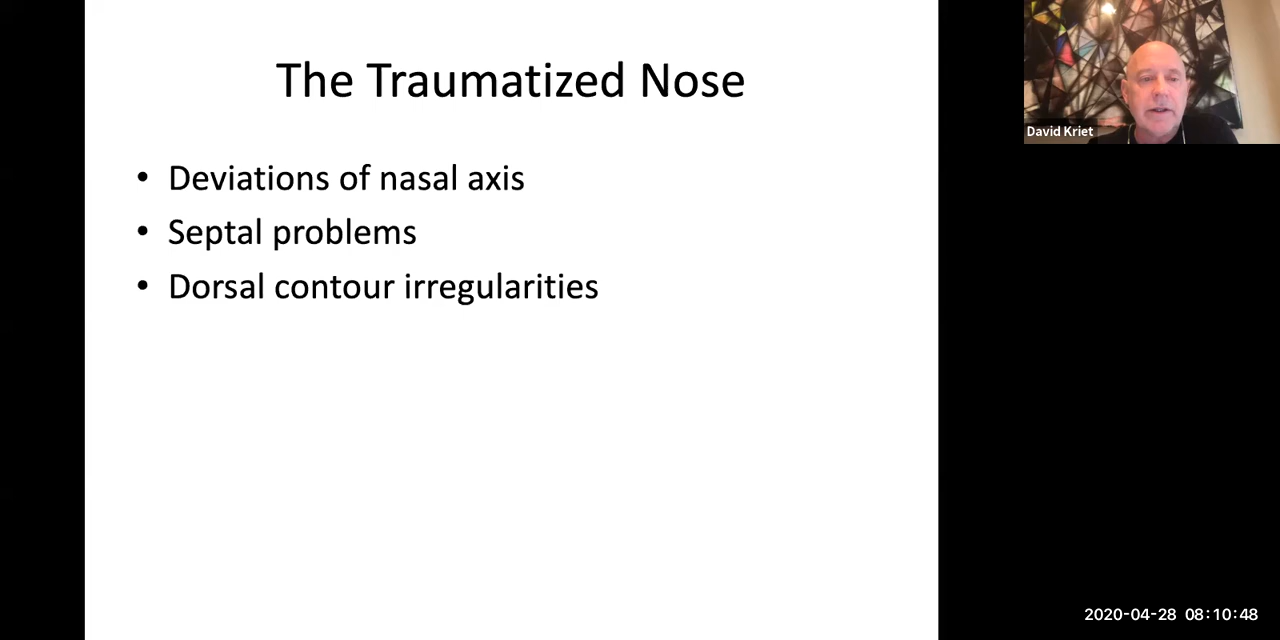 The Traumatized Nose
• Deviations of nasal axis
• Septal problems
• Dorsal contour irregularities
David Kriet
2020-04-28 08:10:48